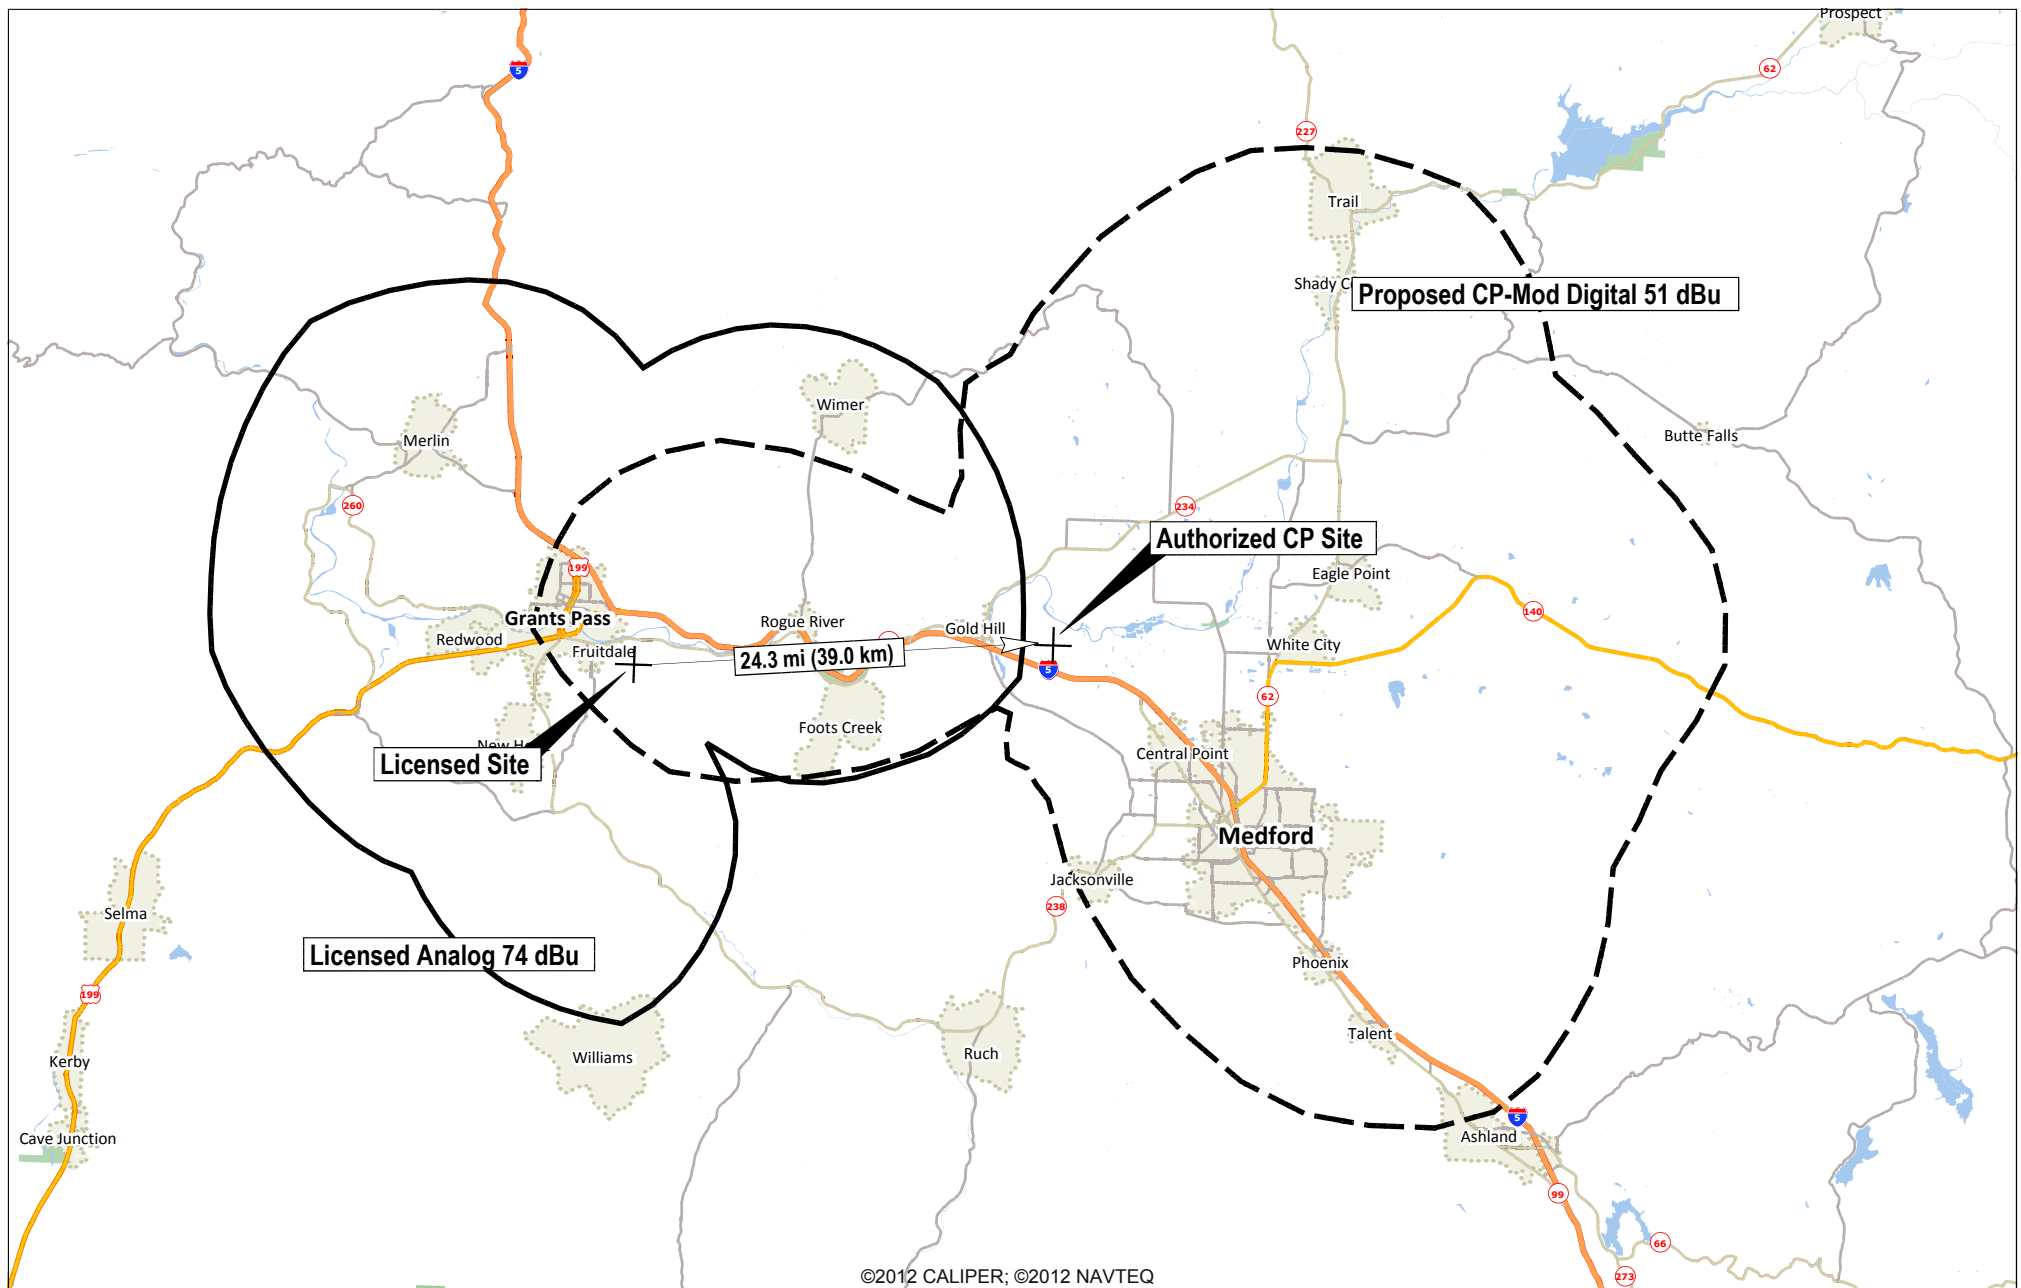 Prospect
5
62
227
Trail
Shady C
Proposed CP-Mod Digital 51 dBu
Wimer
Merlin
Butte Falls
260
234
Authorized CP Site
199
Eagle Point
Grants Pass
Rogue River
Gold Hill
140
Redwood
Fruitdale
24.3 mi (39.0 km)
White City
5
62
Foots Creek
New H
Licensed Site
Central Point
Medford
Jacksonville
238
Selma
Licensed Analog 74 dBu
Phoenix
199
Talent
Kerby
Williams
Ruch
5
Cave Junction
Ashland
99
66
273
©2012 CALIPER; ©2012 NAVTEQ